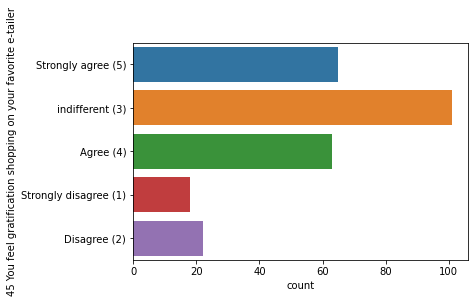 45 You feel gratification shopping on your favorite e-tailer
Strongly agree (5)
indifferent (3)
Agree (4)
Strongly disagree (1)
Disagree (2)
0 20 40 60 80 100
count